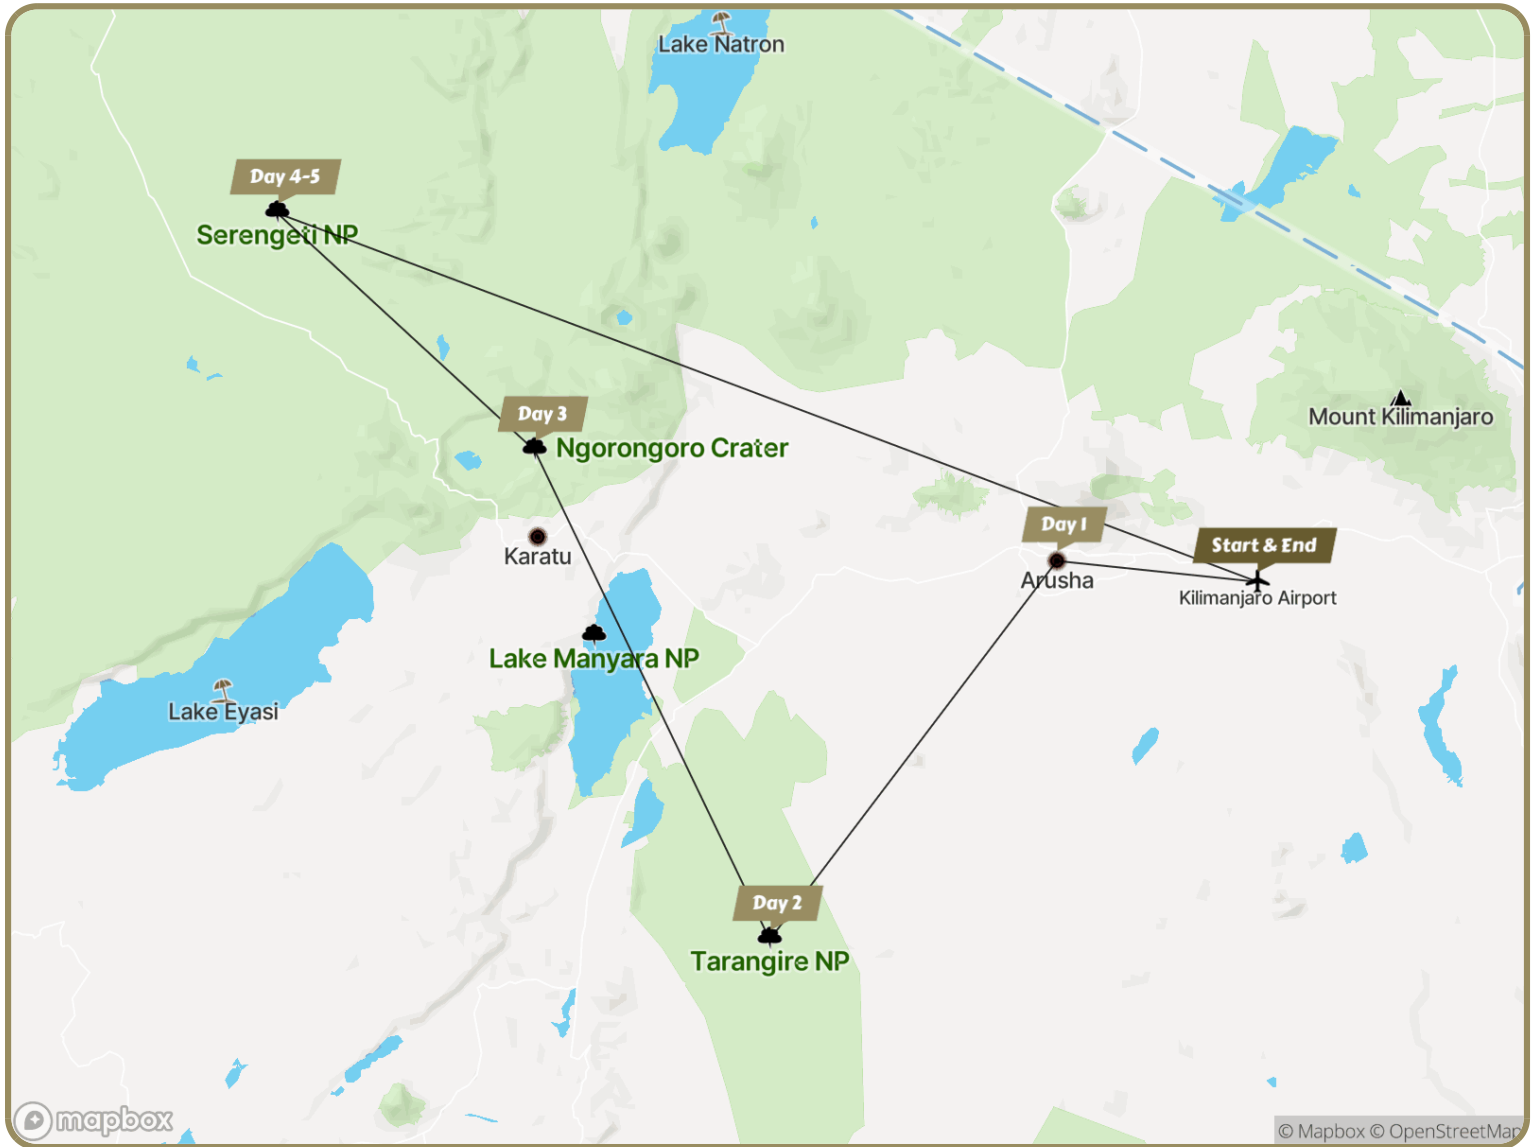 Lake Natron
Day 4-5
Serengeti NP
Mount Kilimanjaro
Day 3
Ngorongoro Crater
Day 1
Start & End
Karatu
Arusha
Kilimanjaro Airport
Lake Manyara NP
Lake Eyasi
Day 2
Tarangire NP
mapbox
© Mapbox © OpenStreetMap